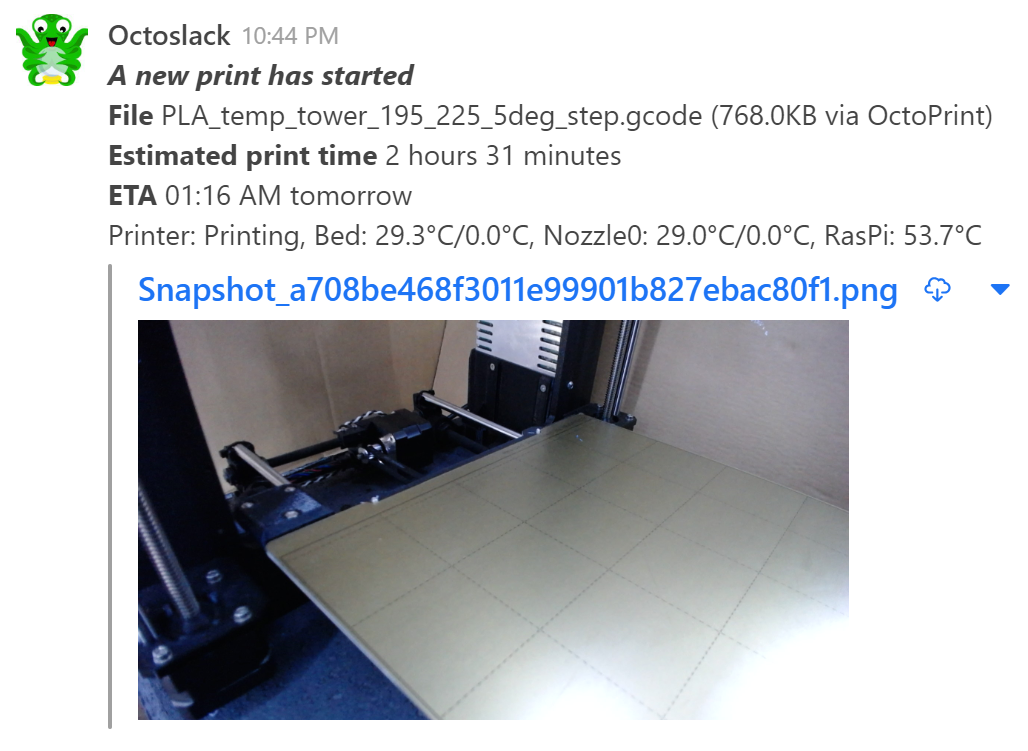 Octoslack 10:44 PM
A new print has started
File PLA_temp_tower_195_225_5deg_step.gcode (768.0KB via OctoPrint)
Estimated print time 2 hours 31 minutes
ETA 01:16 AM tomorrow
Printer: Printing, Bed: 29.3°C/0.0°C, Nozzle0: 29.0°C/0.0°C, RasPi: 53.7°C
Snapshot_a708be468f3011e99901b827ebac80f1.png